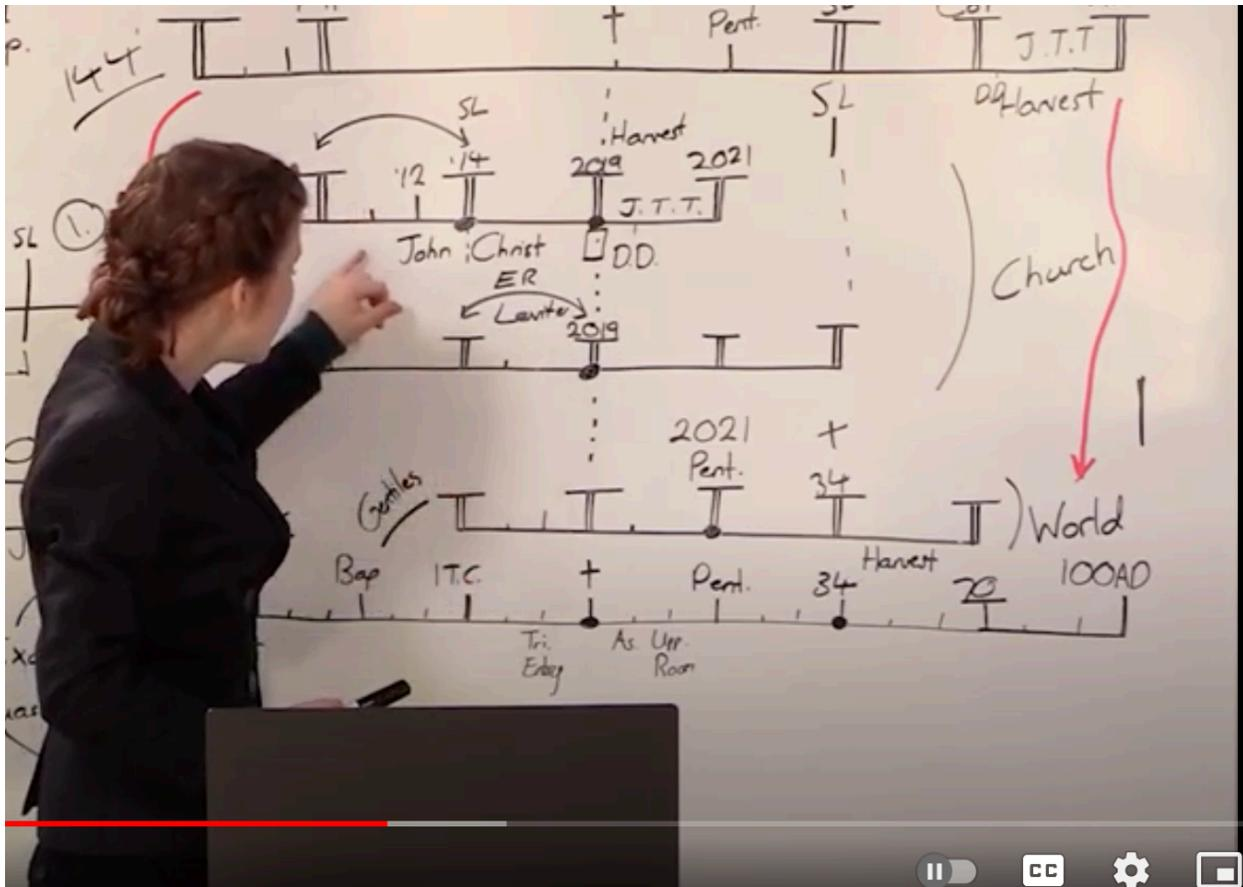 p.
144
†
Pent.
J.T.T
SL
D.D.
Harvest
SL
Harvest
'12
'14
2019
2021
J.T.T.
SL
1.
John
Christ
D.D.
ER
Levites
2019
Church
2021
†
Gentiles
Pent.
34
World
Harvest
Bap
I.T.C.
†
Pent.
34
70
100AD
Tri.
Entry
As.
Upp.
Room
CC